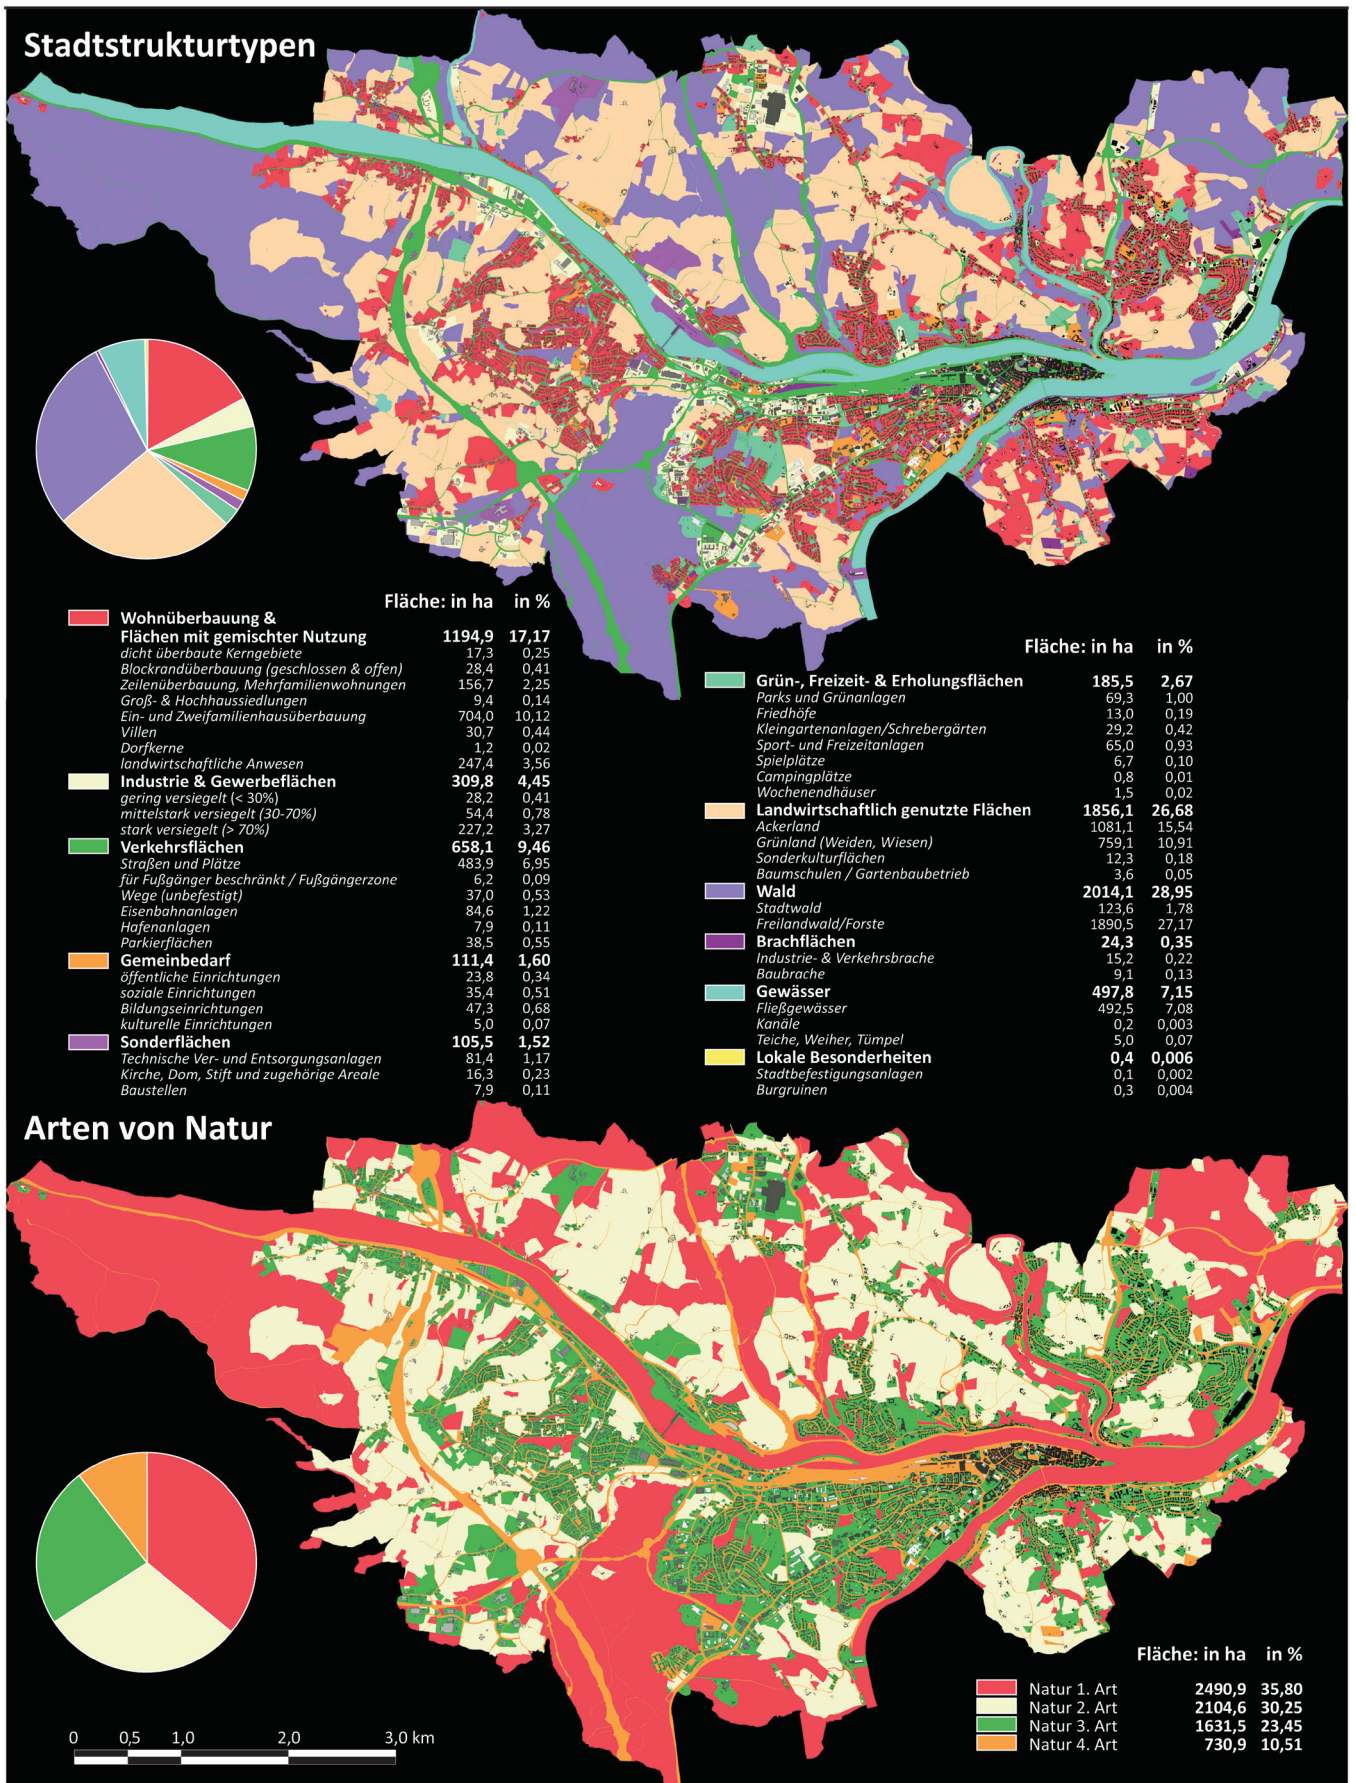 Stadtstrukturtypen
Fläche: in ha in %
Wohnüberbauung &
Flächen mit gemischter Nutzung 1194,9 17,17
dicht überbaute Kerngebiete 17,3 0,25
Blockrandüberbauung (geschlossen & offen) 28,4 0,41
Zeilenüberbauung, Mehrfamilienwohnungen 156,7 2,25
Groß- & Hochhaussiedlungen 9,4 0,14
Ein- und Zweifamilienhausüberbauung 704,0 10,12
Villen 30,7 0,44
Dorfkerne 1,2 0,02
landwirtschaftliche Anwesen 247,4 3,56
Industrie & Gewerbeflächen 309,8 4,45
gering versiegelt (< 30%) 28,2 0,41
mittelstark versiegelt (30-70%) 54,4 0,78
stark versiegelt (> 70%) 227,2 3,27
Verkehrsflächen 658,1 9,46
Straßen und Plätze 483,9 6,95
für Fußgänger beschränkt / Fußgängerzone 6,2 0,09
Wege (unbefestigt) 37,0 0,53
Eisenbahnanlagen 84,6 1,22
Hafenanlagen 7,9 0,11
Parkierflächen 38,5 0,55
Gemeinbedarf 111,4 1,60
öffentliche Einrichtungen 23,8 0,34
soziale Einrichtungen 35,4 0,51
Bildungseinrichtungen 47,3 0,68
kulturelle Einrichtungen 5,0 0,07
Sonderflächen 105,5 1,52
Technische Ver- und Entsorgungsanlagen 81,4 1,17
Kirche, Dom, Stift und zugehörige Areale 16,3 0,23
Baustellen 7,9 0,11
Fläche: in ha in %
Grün-, Freizeit- & Erholungsflächen 185,5 2,67
Parks und Grünanlagen 69,3 1,00
Friedhöfe 13,0 0,19
Kleingartenanlagen/Schrebergärten 29,2 0,42
Sport- und Freizeitanlagen 65,0 0,93
Spielplätze 6,7 0,10
Campingplätze 0,8 0,01
Wochenendhäuser 1,5 0,02
Landwirtschaftlich genutzte Flächen 1856,1 26,68
Ackerland 1081,1 15,54
Grünland (Weiden, Wiesen) 759,1 10,91
Sonderkulturflächen 12,3 0,18
Baumschulen / Gartenbaubetrieb 3,6 0,05
Wald 2014,1 28,95
Stadtwald 123,6 1,78
Freilandwald/Forste 1890,5 27,17
Brachflächen 24,3 0,35
Industrie- & Verkehrsbrache 15,2 0,22
Baubrache 9,1 0,13
Gewässer 497,8 7,15
Fließgewässer 492,5 7,08
Kanäle 0,2 0,003
Teiche, Weiher, Tümpel 5,0 0,07
Lokale Besonderheiten 0,4 0,006
Stadtbefestigungsanlagen 0,1 0,002
Burgruinen 0,3 0,004
Arten von Natur
Fläche: in ha in %
Natur 1. Art 2490,9 35,80
Natur 2. Art 2104,6 30,25
Natur 3. Art 1631,5 23,45
Natur 4. Art 730,9 10,51
0 0,5 1,0 2,0 3,0 km